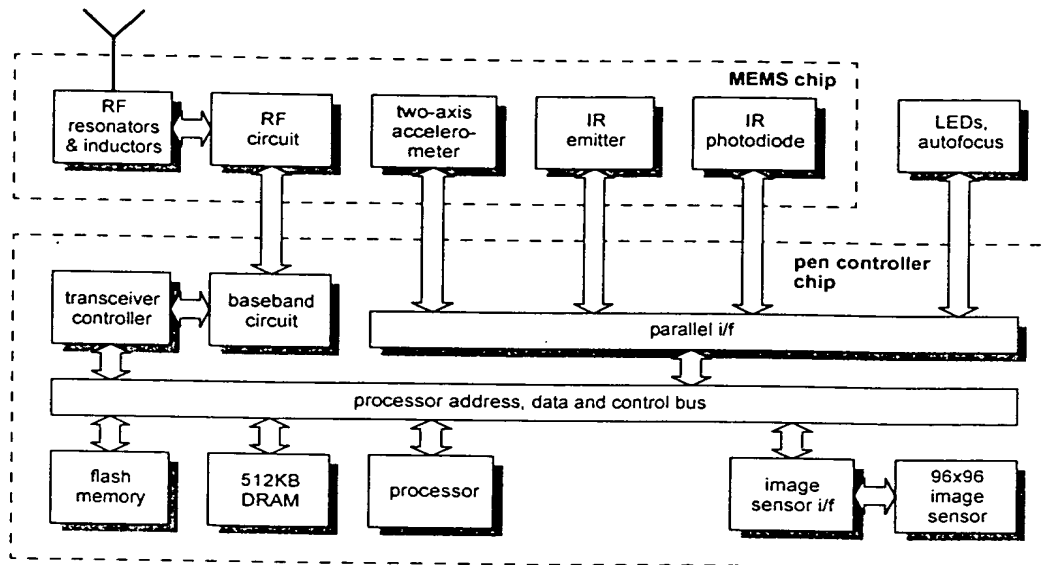 MEMS chip
RF
resonators
& inductors
RF
circuit
two-axis
accelero-
meter
IR
emitter
IR
photodiode
LEDs,
autofocus
pen controller
chip
transceiver
controller
baseband
circuit
parallel i/f
processor address, data and control bus
flash
memory
512KB
DRAM
processor
image
sensor i/f
96x96
image
sensor